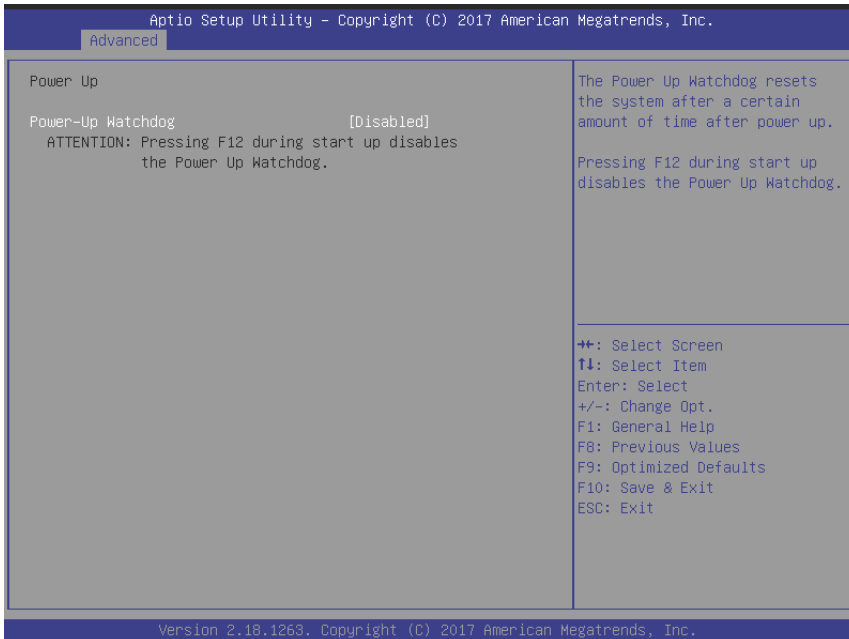 Aptio Setup Utility – Copyright (C) 2017 American Megatrends, Inc.
Advanced
Power Up
Power-Up Watchdog [Disabled]
ATTENTION: Pressing F12 during start up disables
the Power Up Watchdog.
The Power Up Watchdog resets
the system after a certain
amount of time after power up.
Pressing F12 during start up
disables the Power Up Watchdog.
→←: Select Screen
↑↓: Select Item
Enter: Select
+/-: Change Opt.
F1: General Help
F8: Previous Values
F9: Optimized Defaults
F10: Save & Exit
ESC: Exit
Version 2.18.1263. Copyright (C) 2017 American Megatrends, Inc.